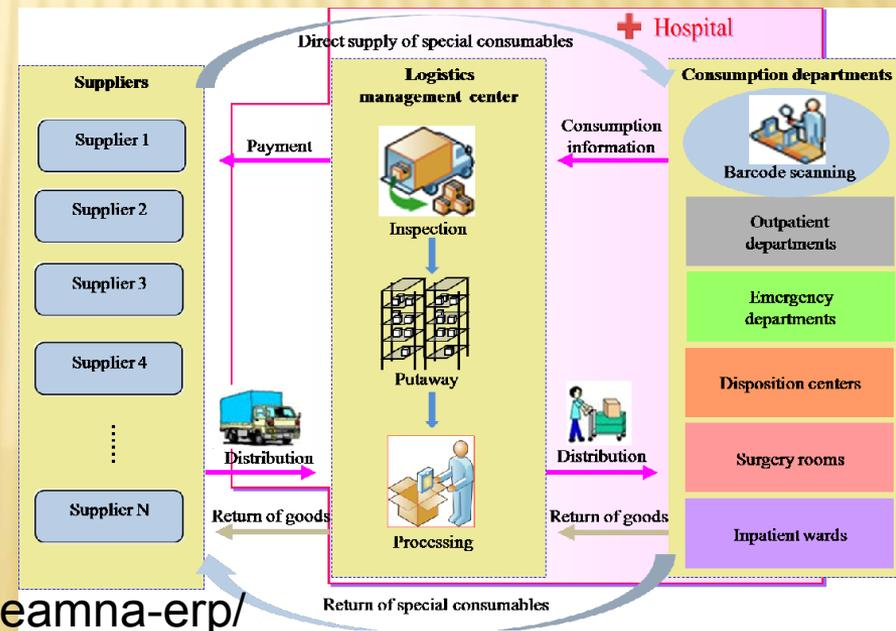 Direct supply of special consumables
Hospital
Suppliers
Supplier 1
Supplier 2
Supplier 3
Supplier 4
Supplier N
Payment
Distribution
Return of goods
Logistics
management center
Inspection
Putaway
Processing
Consumption
information
Distribution
Return of goods
Consumption departments
Barcode scanning
Outpatient
departments
Emergency
departments
Disposition centers
Surgery rooms
Inpatient wards
Return of special consumables
eamna-erp/